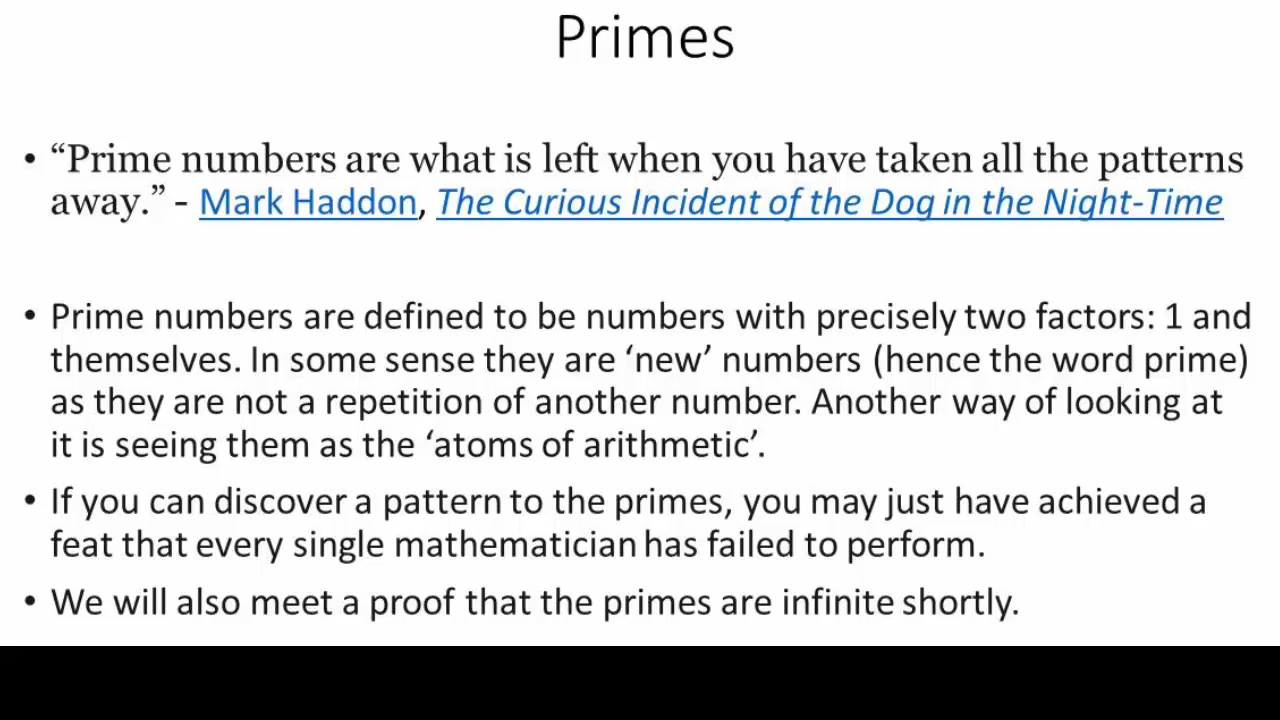 Primes
• “Prime numbers are what is left when you have taken all the patterns
away.” - Mark Haddon, The Curious Incident of the Dog in the Night-Time
• Prime numbers are defined to be numbers with precisely two factors: 1 and
themselves. In some sense they are ‘new’ numbers (hence the word prime)
as they are not a repetition of another number. Another way of looking at
it is seeing them as the ‘atoms of arithmetic’.
• If you can discover a pattern to the primes, you may just have achieved a
feat that every single mathematician has failed to perform.
• We will also meet a proof that the primes are infinite shortly.